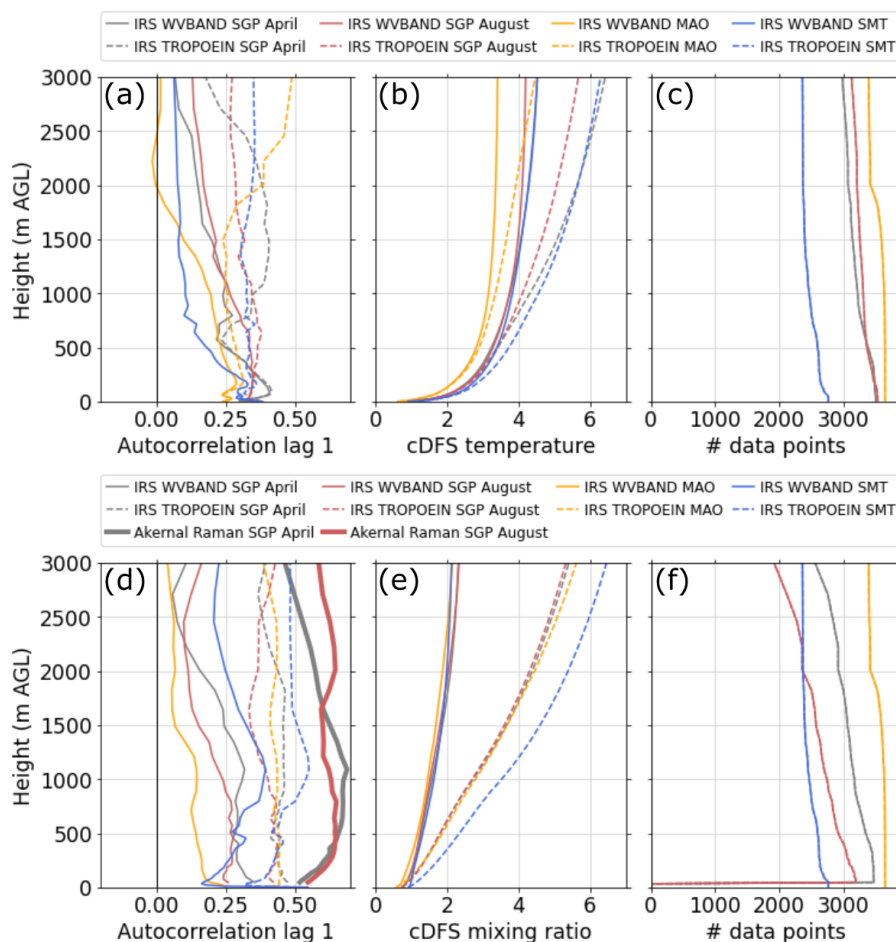 IRS WVBAND SGP April IRS WVBAND SGP August IRS WVBAND MAO IRS WVBAND SMT
IRS TROPOEIN SGP April IRS TROPOEIN SGP August IRS TROPOEIN MAO IRS TROPOEIN SMT
(a) (b) (c)
3000
2500
2000
1500
1000
500
0
Height (m AGL)
0.00 0.25 0.50 0 2 4 6 0 1000 2000 3000
Autocorrelation lag 1 cDFS temperature # data points
IRS WVBAND SGP April IRS WVBAND SGP August IRS WVBAND MAO IRS WVBAND SMT
IRS TROPOEIN SGP April IRS TROPOEIN SGP August IRS TROPOEIN MAO IRS TROPOEIN SMT
Akernal Raman SGP April Akernal Raman SGP August
(d) (e) (f)
3000
2500
2000
1500
1000
500
0
Height (m AGL)
0.00 0.25 0.50 0 2 4 6 0 1000 2000 3000
Autocorrelation lag 1 cDFS mixing ratio # data points